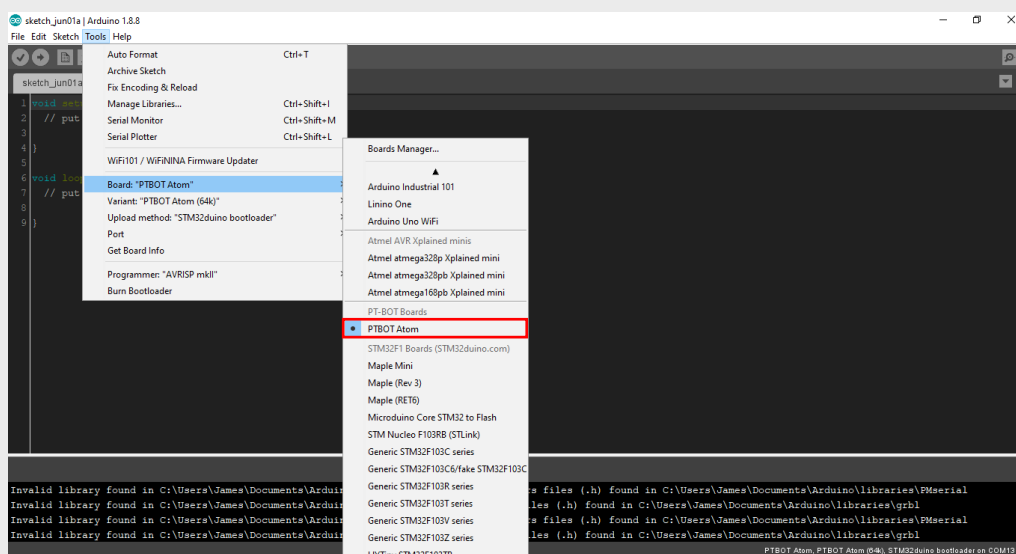 sketch_jun01a | Arduino 1.8.8
File Edit Sketch Tools Help
sketch_jun01a
1 void set
2 // put
3
4 }
5
6 void loop
7 // put
8
9 }
Auto Format Ctrl+T
Archive Sketch
Fix Encoding & Reload
Manage Libraries... Ctrl+Shift+I
Serial Monitor Ctrl+Shift+M
Serial Plotter Ctrl+Shift+L
WiFi101 / WiFiNINA Firmware Updater
Board: "PTBOT Atom"
Variant: "PTBOT Atom (64k)"
Upload method: "STM32duino bootloader"
Port
Get Board Info
Programmer: "AVRISP mkII"
Burn Bootloader
Boards Manager...
Arduino Industrial 101
Linino One
Arduino Uno WiFi
Atmel AVR Xplained minis
Atmel atmega328p Xplained mini
Atmel atmega328pb Xplained mini
Atmel atmega168pb Xplained mini
PT-BOT Boards
PTBOT Atom
STM32F1 Boards (STM32duino.com)
Maple Mini
Maple (Rev 3)
Maple (RET6)
Microduino Core STM32 to Flash
STM Nucleo F103RB (STLink)
Generic STM32F103C series
Generic STM32F103C6/fake STM32F103C
Generic STM32F103R series
Generic STM32F103T series
Generic STM32F103V series
Generic STM32F103Z series
Invalid library found in C:\Users\James\Documents\Arduin s files (.h) found in C:\Users\James\Documents\Arduino\libraries\PMserial
Invalid library found in C:\Users\James\Documents\Arduin les (.h) found in C:\Users\James\Documents\Arduino\libraries\grbl
Invalid library found in C:\Users\James\Documents\Arduin s files (.h) found in C:\Users\James\Documents\Arduino\libraries\PMserial
Invalid library found in C:\Users\James\Documents\Arduin les (.h) found in C:\Users\James\Documents\Arduino\libraries\grbl
PTBOT Atom, PTBOT Atom (64k), STM32duino bootloader on COM13